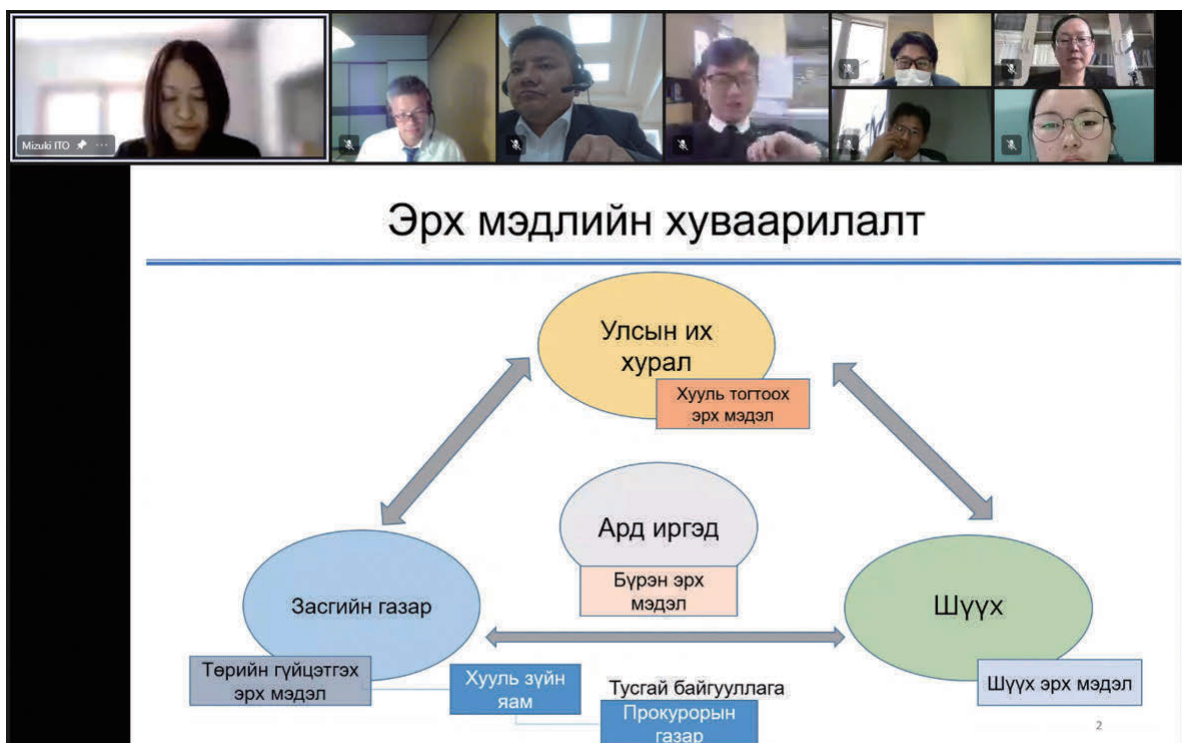 Mizuki ITO
Эрх мэдлийн хуваарилалт
Улсын их
хурал
Хууль тогтоох
эрх мэдэл
Ард иргэд
Бүрэн эрх
мэдэл
Засгийн газар
Төрийн гүйцэтгэх
эрх мэдэл
Шүүх
Шүүх эрх мэдэл
Хууль зүйн
яам
Тусгай байгууллага
Прокурорын
газар
2